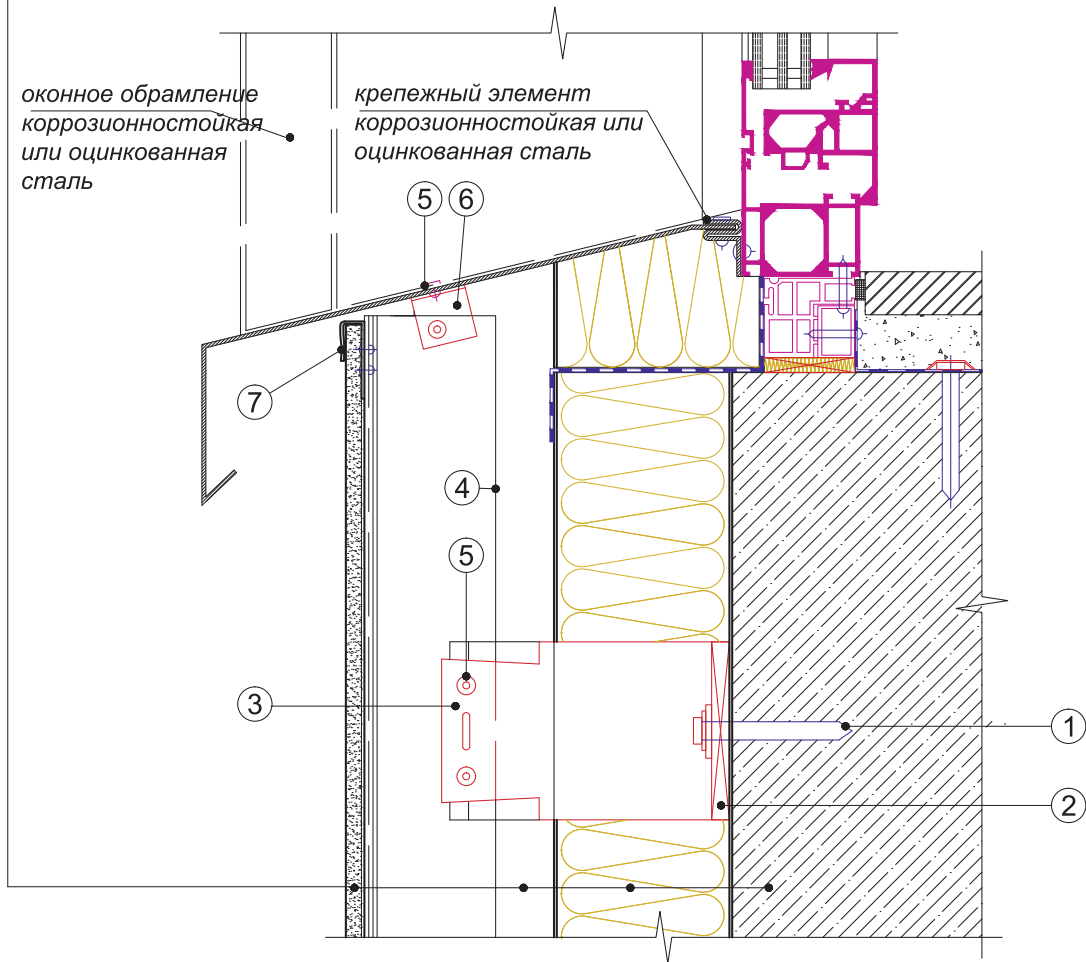 оконное обрамление
коррозионностойкая
или оцинкованная
сталь
крепежный элемент
коррозионностойкая или
оцинкованная сталь
5
6
7
4
5
3
1
2